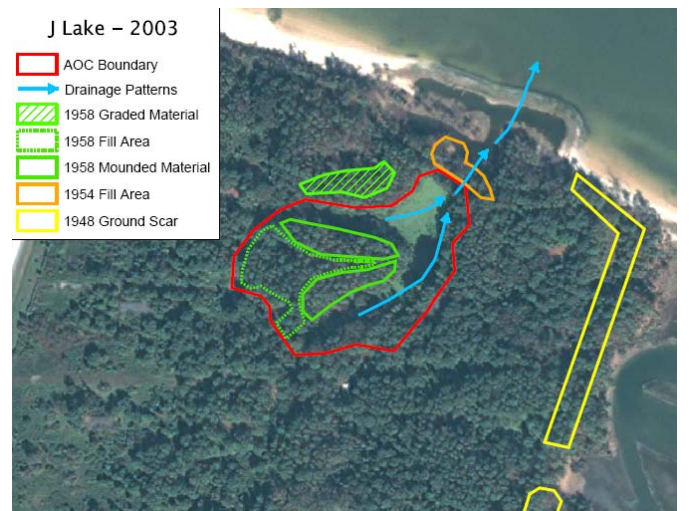 J Lake – 2003
AOC Boundary
Drainage Patterns
1958 Graded Material
1958 Fill Area
1958 Mounded Material
1954 Fill Area
1948 Ground Scar